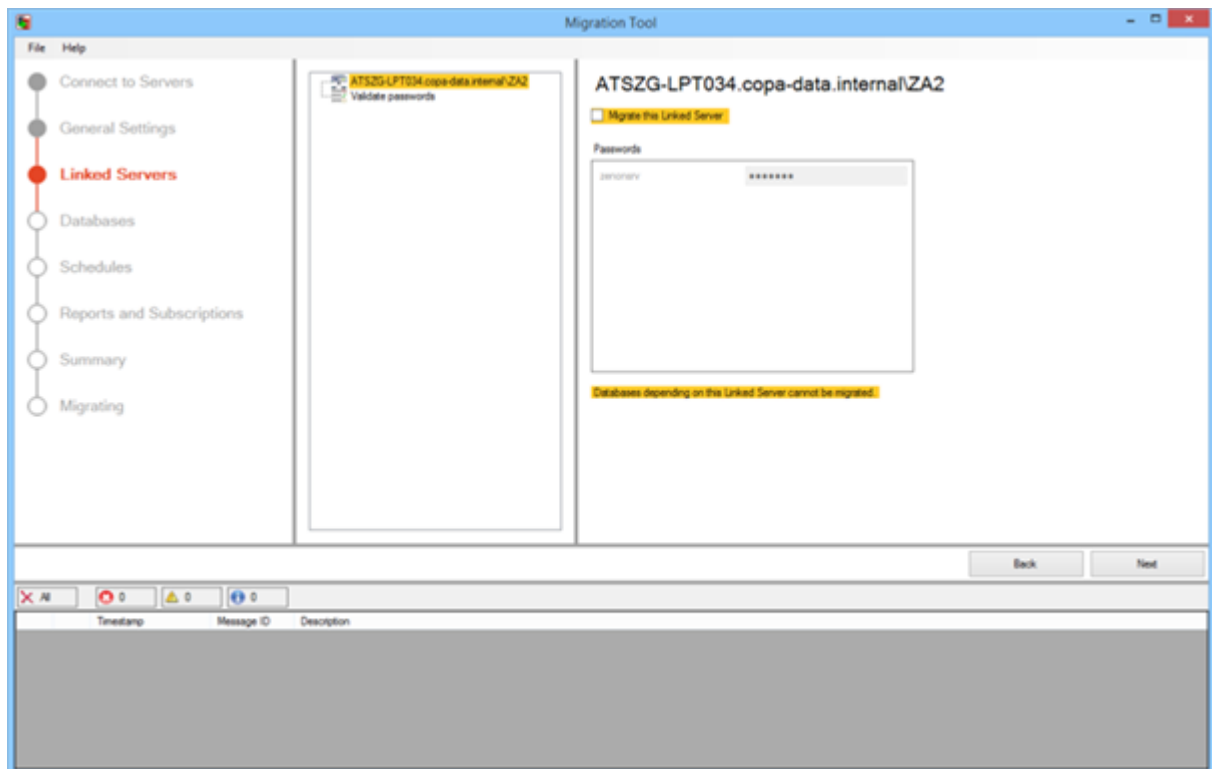 Migration Tool
File Help
Connect to Servers
General Settings
Linked Servers
Databases
Schedules
Reports and Subscriptions
Summary
Migrating
ATSZG-LPT034.copa-data.internal\ZA2
Validate passwords
ATSZG-LPT034.copa-data.internal\ZA2
Migrate this Linked Server
Passwords
zenonsrv *******
Databases depending on this Linked Server cannot be migrated.
Back Next
All 0 0 0
Timestamp Message ID Description